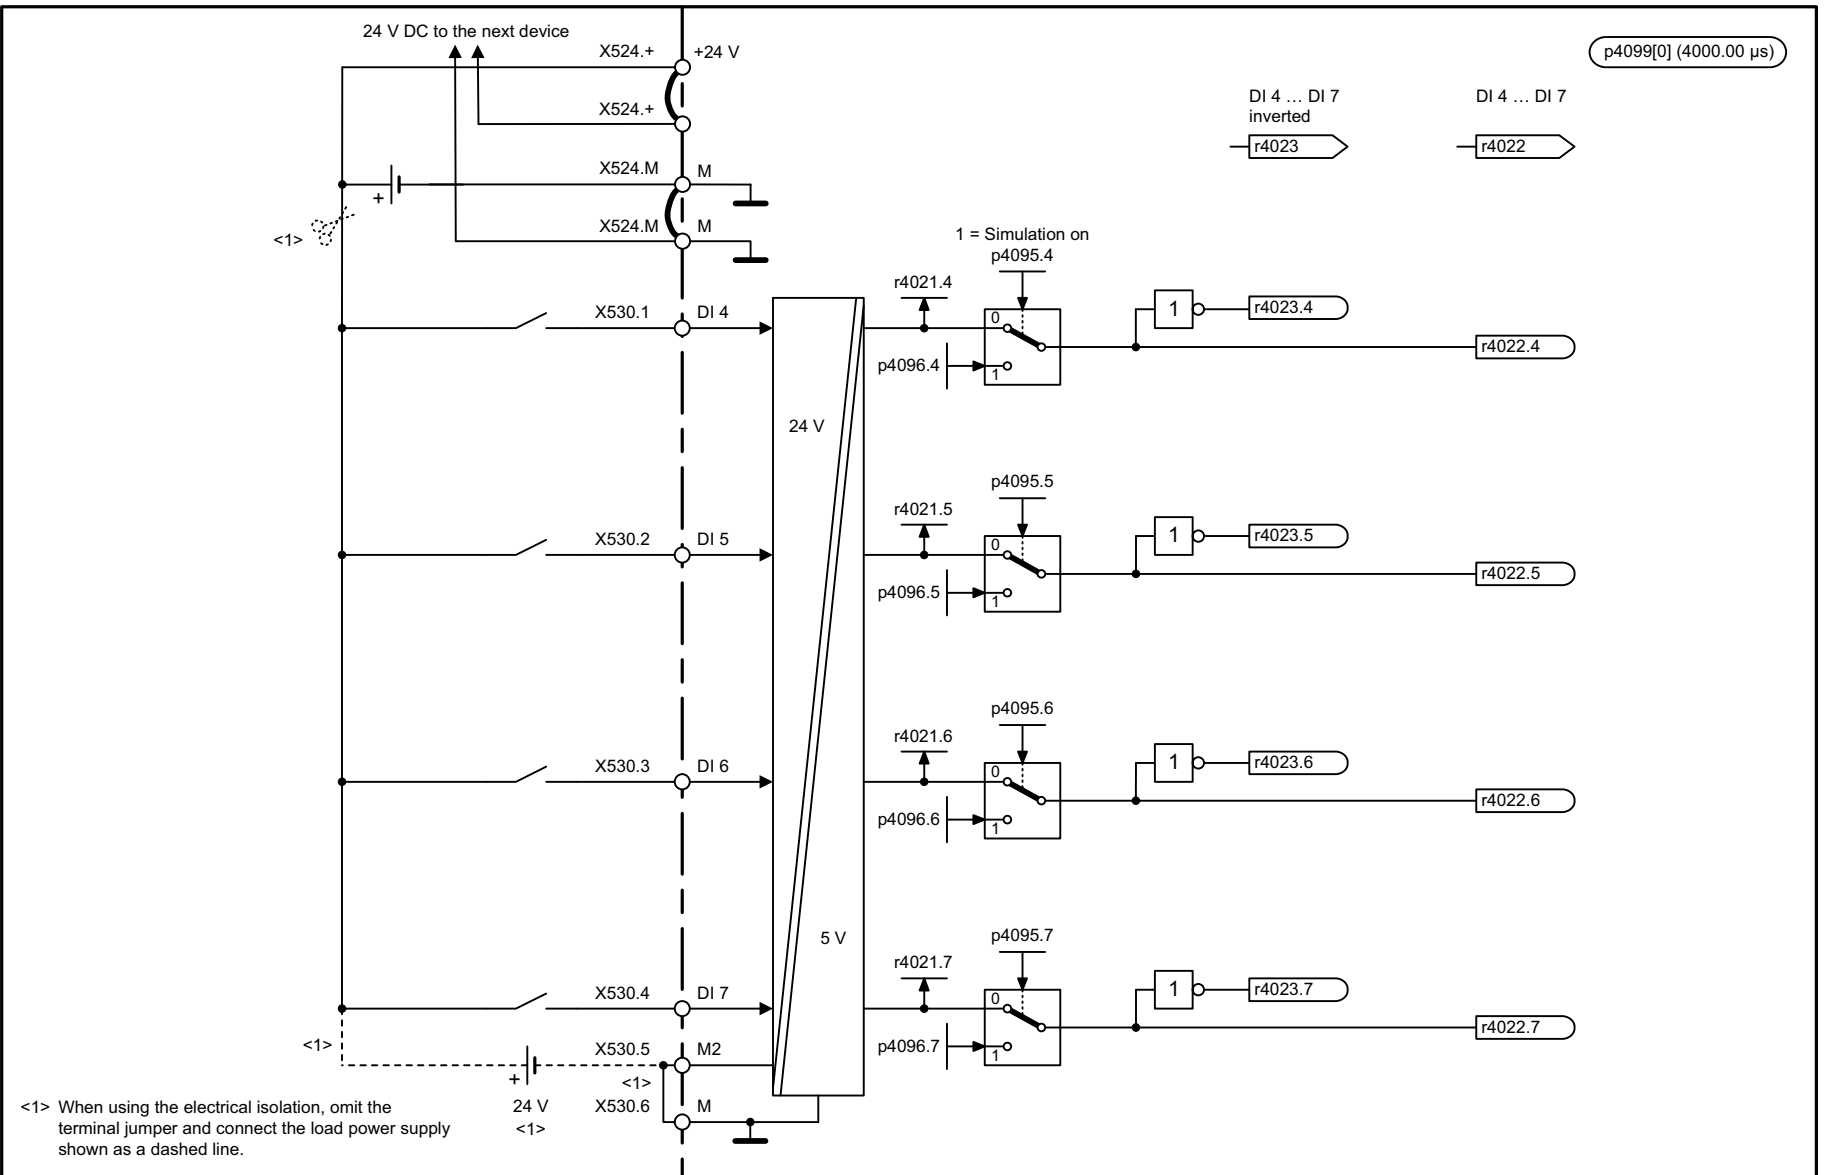 24 V DC to the next device
X524.+
+24 V
p4099[0] (4000.00 µs)
X524.+
DI 4 … DI 7
inverted
DI 4 … DI 7
r4023
r4022
X524.M
M
+
<1>
X524.M
M
1 = Simulation on
p4095.4
r4021.4
X530.1
DI 4
0
1
r4023.4
r4022.4
p4096.4
1
24 V
p4095.5
r4021.5
X530.2
DI 5
0
1
r4023.5
r4022.5
p4096.5
1
p4095.6
r4021.6
X530.3
DI 6
0
1
r4023.6
r4022.6
p4096.6
1
5 V
p4095.7
r4021.7
X530.4
DI 7
0
1
r4023.7
r4022.7
p4096.7
1
<1>
X530.5
M2
+
<1>
24 V
<1>
X530.6
M
<1> When using the electrical isolation, omit the
terminal jumper and connect the load power supply
shown as a dashed line.